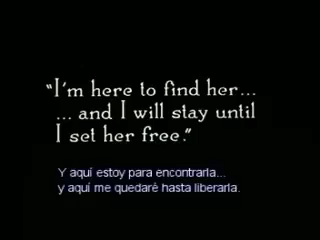 "I'm here to find her...
... and I will stay until
I set her free."
Y aquí estoy para encontrarla...
y aquí me quedaré hasta liberarla.